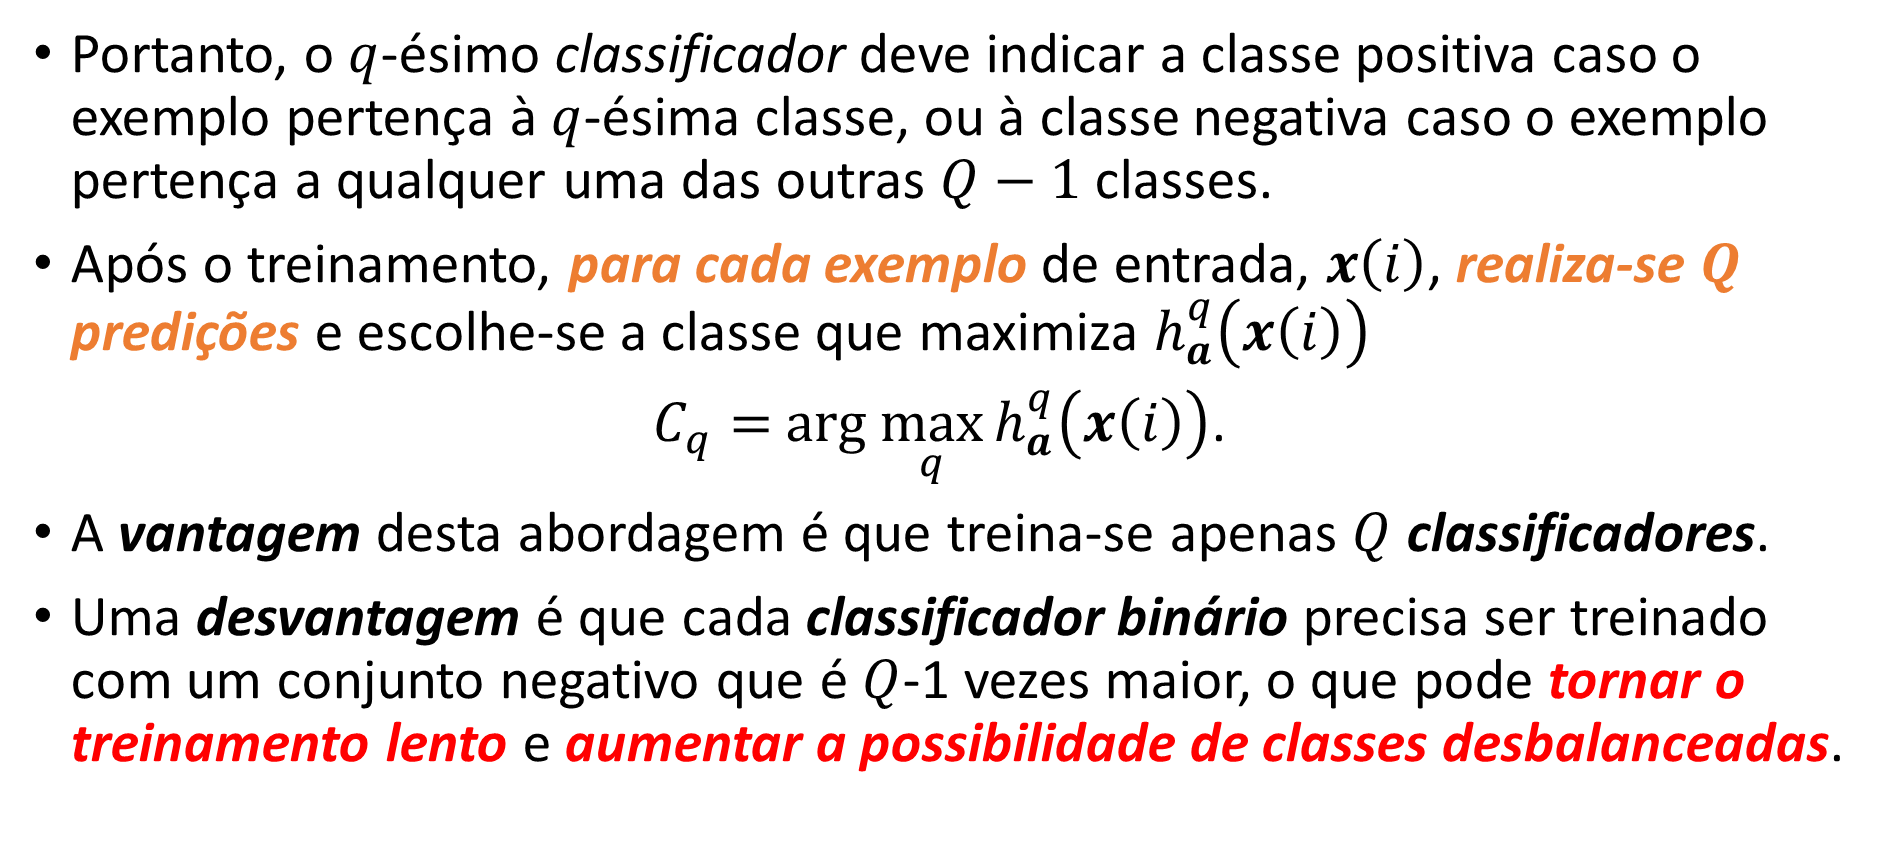 • Portanto, o q-ésimo classificador deve indicar a classe positiva caso o
exemplo pertença à q-ésima classe, ou à classe negativa caso o exemplo
pertença a qualquer uma das outras Q − 1 classes.
• Após o treinamento, para cada exemplo de entrada, x(i), realiza-se Q
predições e escolhe-se a classe que maximiza h_a^q(x(i))
C_q = arg max_q h_a^q(x(i)).
• A vantagem desta abordagem é que treina-se apenas Q classificadores.
• Uma desvantagem é que cada classificador binário precisa ser treinado
com um conjunto negativo que é Q-1 vezes maior, o que pode tornar o
treinamento lento e aumentar a possibilidade de classes desbalanceadas.